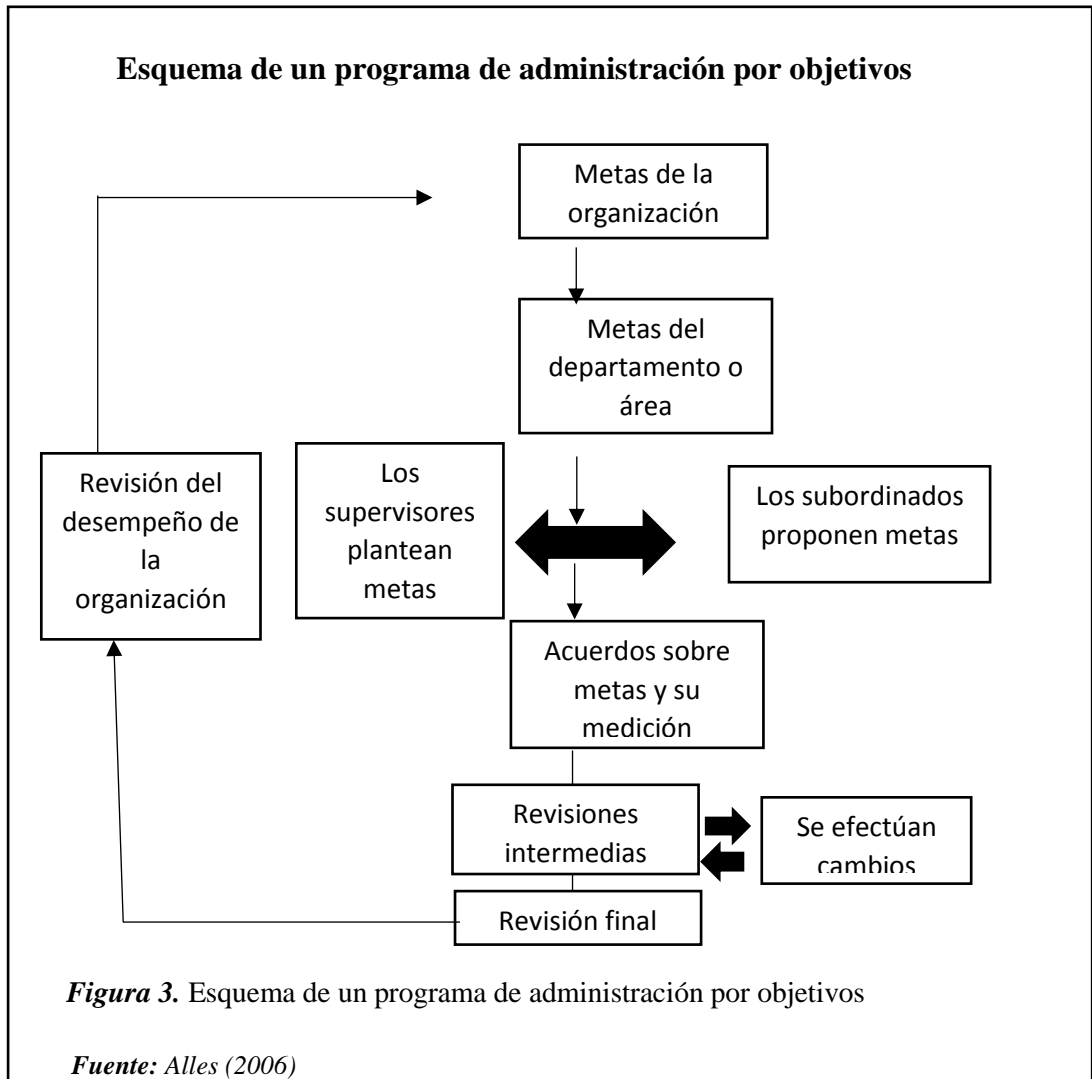 Esquema de un programa de administración por objetivos
Metas de la
organización
Metas del
departamento o
área
Los
supervisores
plantean
metas
Los subordinados
proponen metas
Revisión del
desempeño de
la
organización
Acuerdos sobre
metas y su
medición
Revisiones
intermedias
Se efectúan
cambios
Revisión final
Figura 3. Esquema de un programa de administración por objetivos
Fuente: Alles (2006)